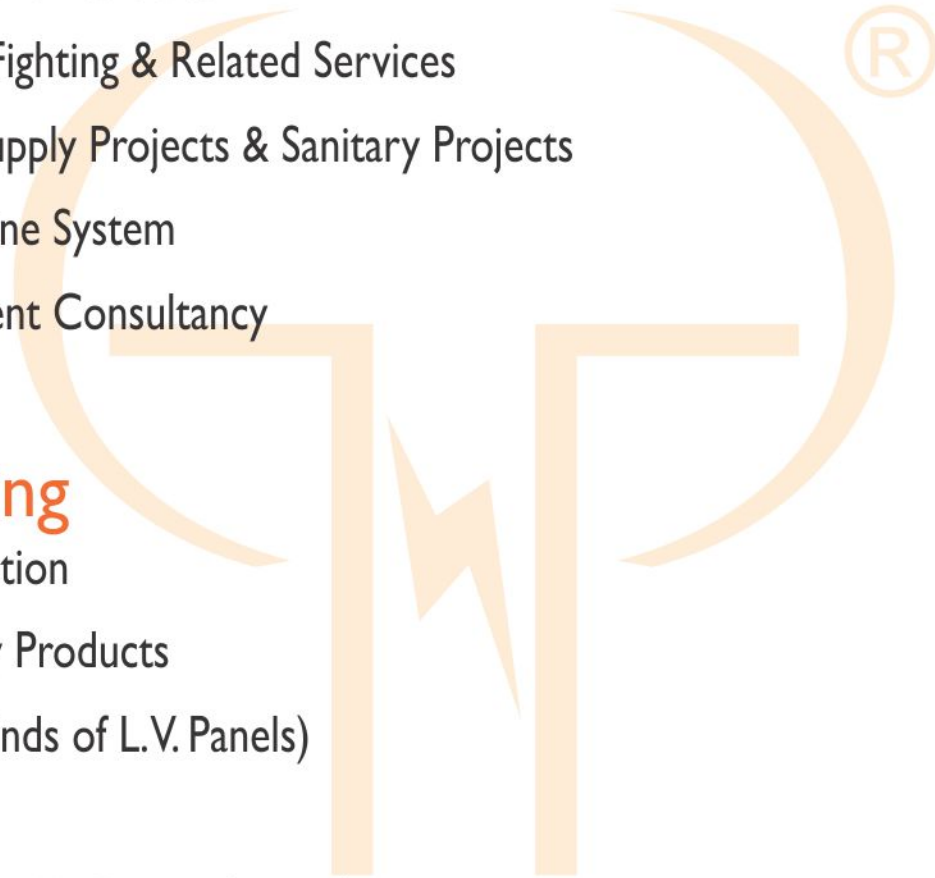 Fighting & Related Services
upply Projects & Sanitary Projects
ne System
ent Consultancy
ng
tion
Products
nds of L.V. Panels)
®